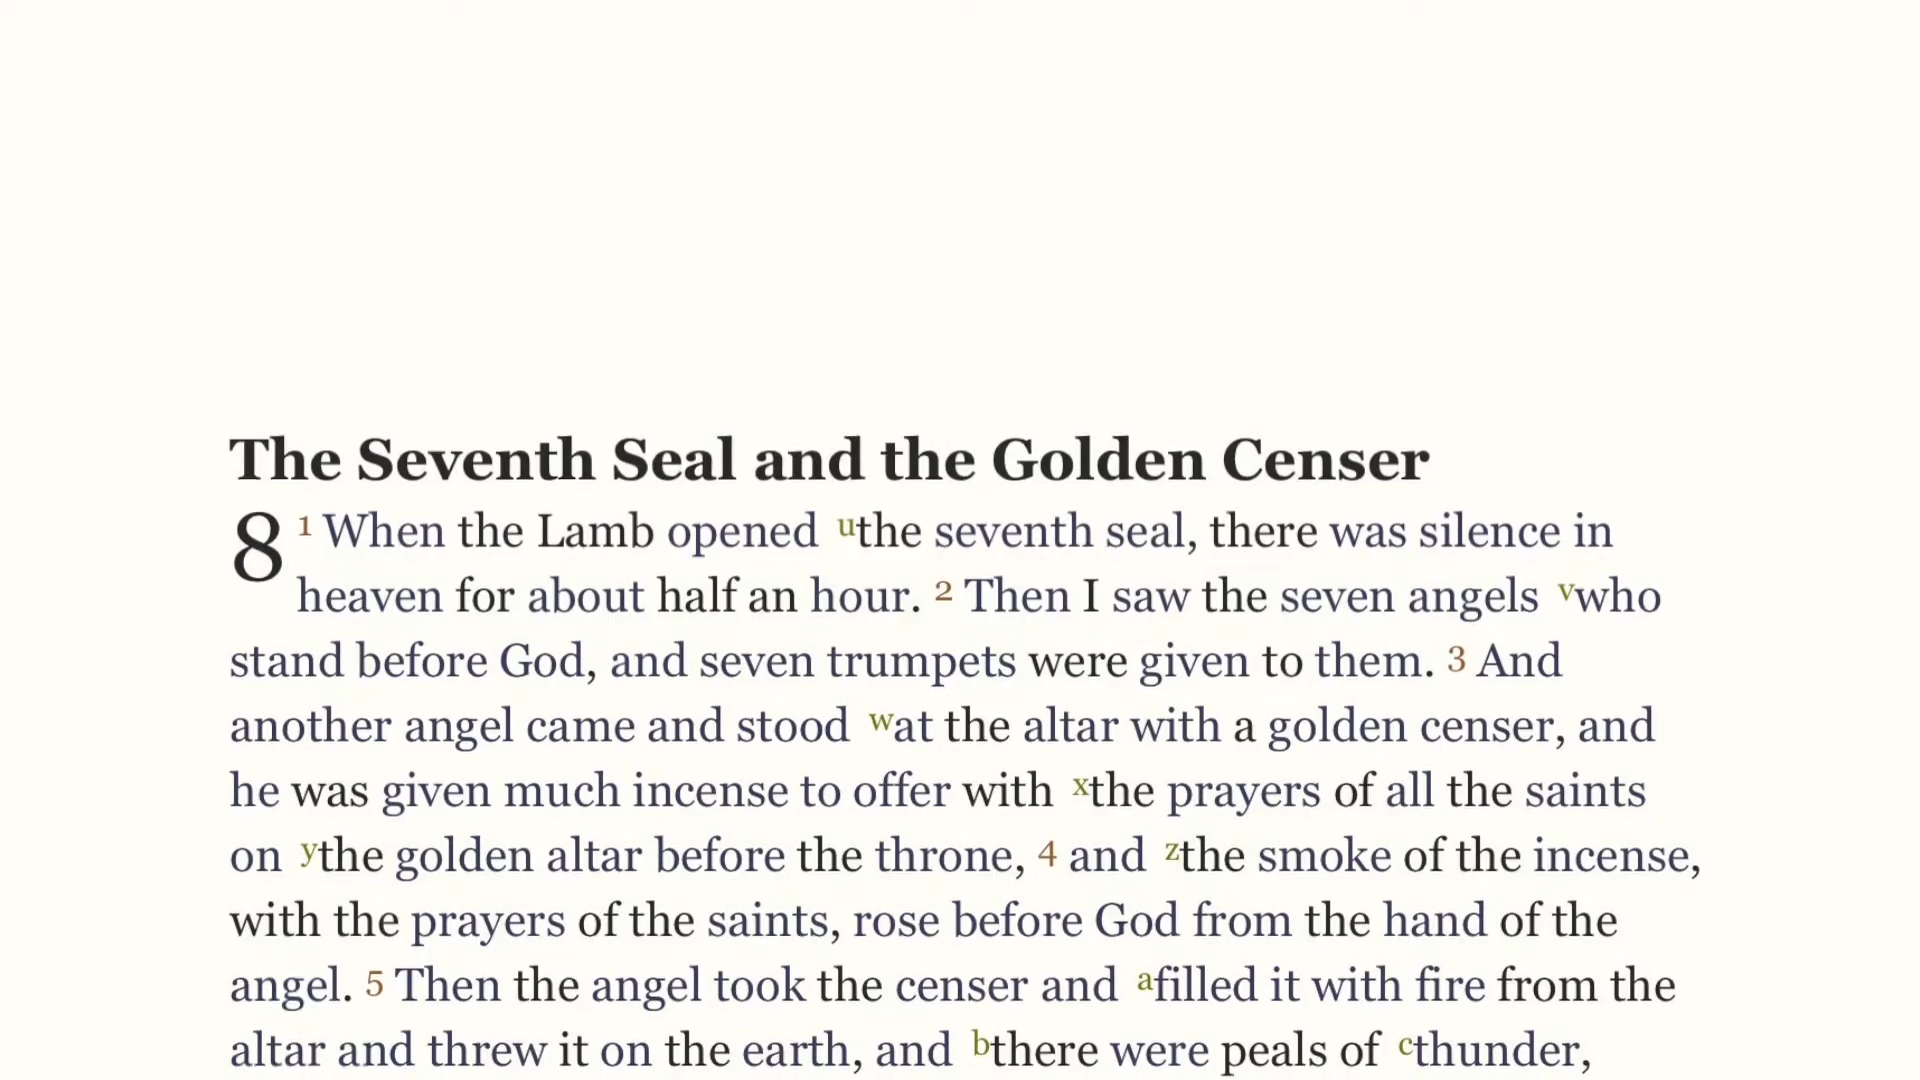 The Seventh Seal and the Golden Censer
8 1 When the Lamb opened uthe seventh seal, there was silence in
heaven for about half an hour. 2 Then I saw the seven angels vwho
stand before God, and seven trumpets were given to them. 3 And
another angel came and stood wat the altar with a golden censer, and
he was given much incense to offer with xthe prayers of all the saints
on ythe golden altar before the throne, 4 and zthe smoke of the incense,
with the prayers of the saints, rose before God from the hand of the
angel. 5 Then the angel took the censer and afilled it with fire from the
altar and threw it on the earth, and bthere were peals of cthunder,